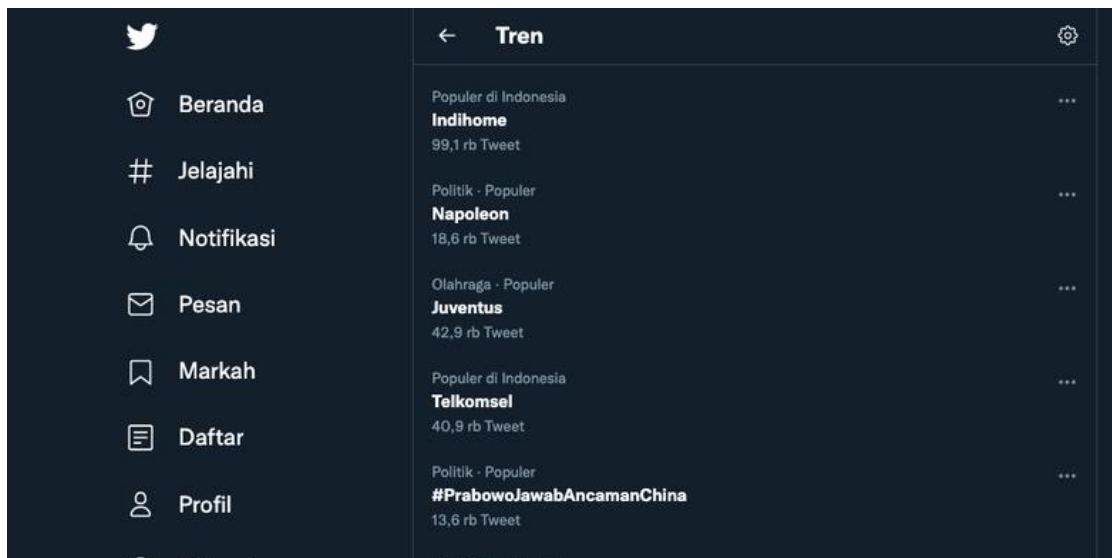 Beranda
Jelajahi
Notifikasi
Pesan
Markah
Daftar
Profil
Tren
Populer di Indonesia
Indihome
99,1 rb Tweet
Politik · Populer
Napoleon
18,6 rb Tweet
Olahraga · Populer
Juventus
42,9 rb Tweet
Populer di Indonesia
Telkomsel
40,9 rb Tweet
Politik · Populer
#PrabowoJawabAncamanChina
13,6 rb Tweet